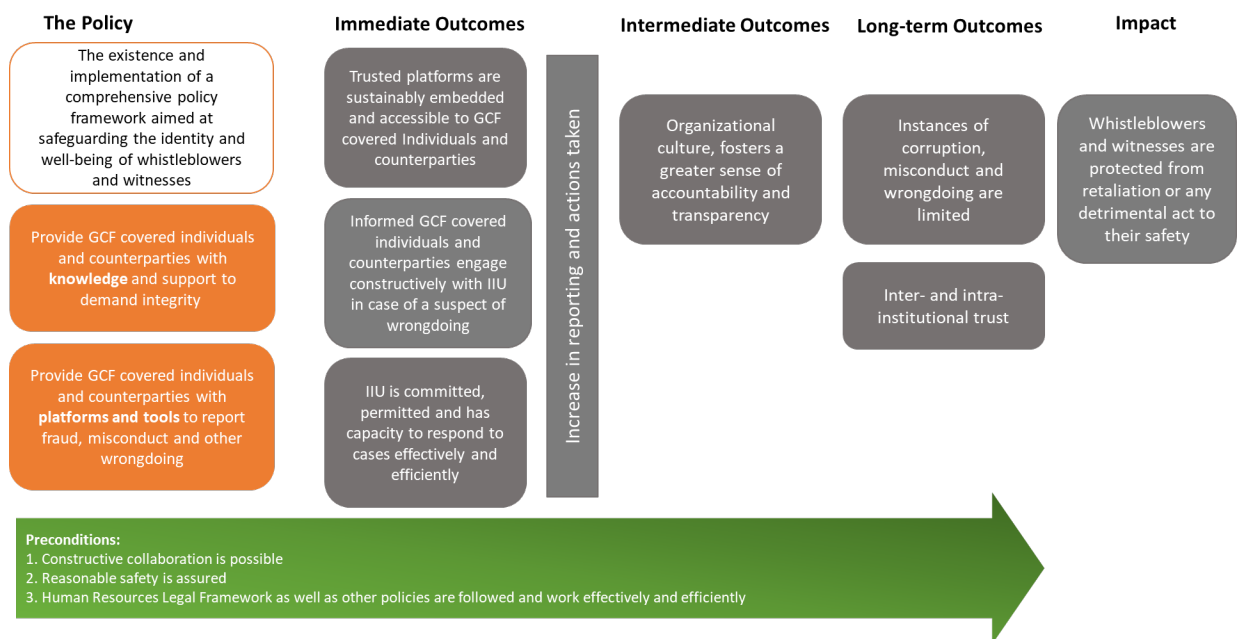 The Policy
The existence and
implementation of a
comprehensive policy
framework aimed at
safeguarding the identity and
well-being of whistleblowers
and witnesses
Provide GCF covered individuals
and counterparties with
knowledge and support to
demand integrity
Provide GCF covered individuals
and counterparties with
platforms and tools to report
fraud, misconduct and other
wrongdoing
Immediate Outcomes
Trusted platforms are
sustainably embedded
and accessible to GCF
covered Individuals and
counterparties
Informed GCF covered
individuals and
counterparties engage
constructively with IIU
in case of a suspect of
wrongdoing
IIU is committed,
permitted and has
capacity to respond to
cases effectively and
efficiently
Increase in reporting and actions taken
Intermediate Outcomes
Organizational
culture, fosters a
greater sense of
accountability and
transparency
Long-term Outcomes
Instances of
corruption,
misconduct and
wrongdoing are
limited
Inter- and intra-
institutional trust
Impact
Whistleblowers
and witnesses are
protected from
retaliation or any
detrimental act to
their safety
Preconditions:
1. Constructive collaboration is possible
2. Reasonable safety is assured
3. Human Resources Legal Framework as well as other policies are followed and work effectively and efficiently